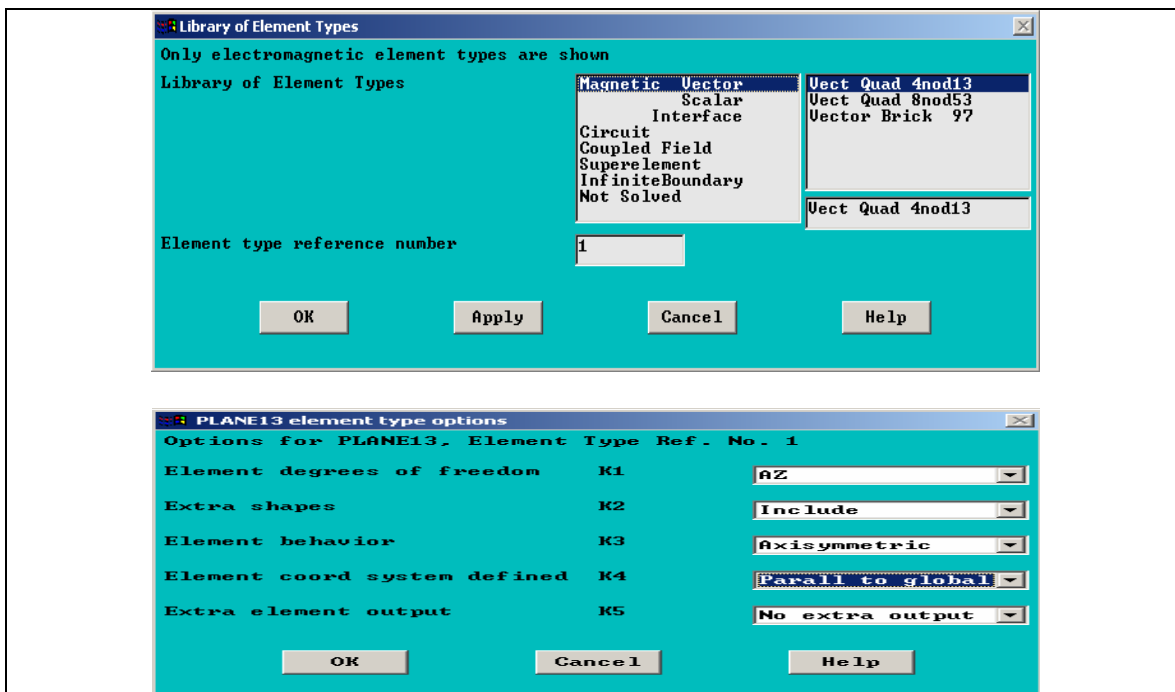 Library of Element Types
Only electromagnetic element types are shown
Library of Element Types
Magnetic Vector
Scalar
Interface
Circuit
Coupled Field
Superelement
InfiniteBoundary
Not Solved
Vect Quad 4nod13
Vect Quad 8nod53
Vector Brick 97
Vect Quad 4nod13
Element type reference number 1
OK Apply Cancel Help
PLANE13 element type options
Options for PLANE13, Element Type Ref. No. 1
Element degrees of freedom K1 AZ
Extra shapes K2 Include
Element behavior K3 Axisymmetric
Element coord system defined K4 Parall to global
Extra element output K5 No extra output
OK Cancel Help